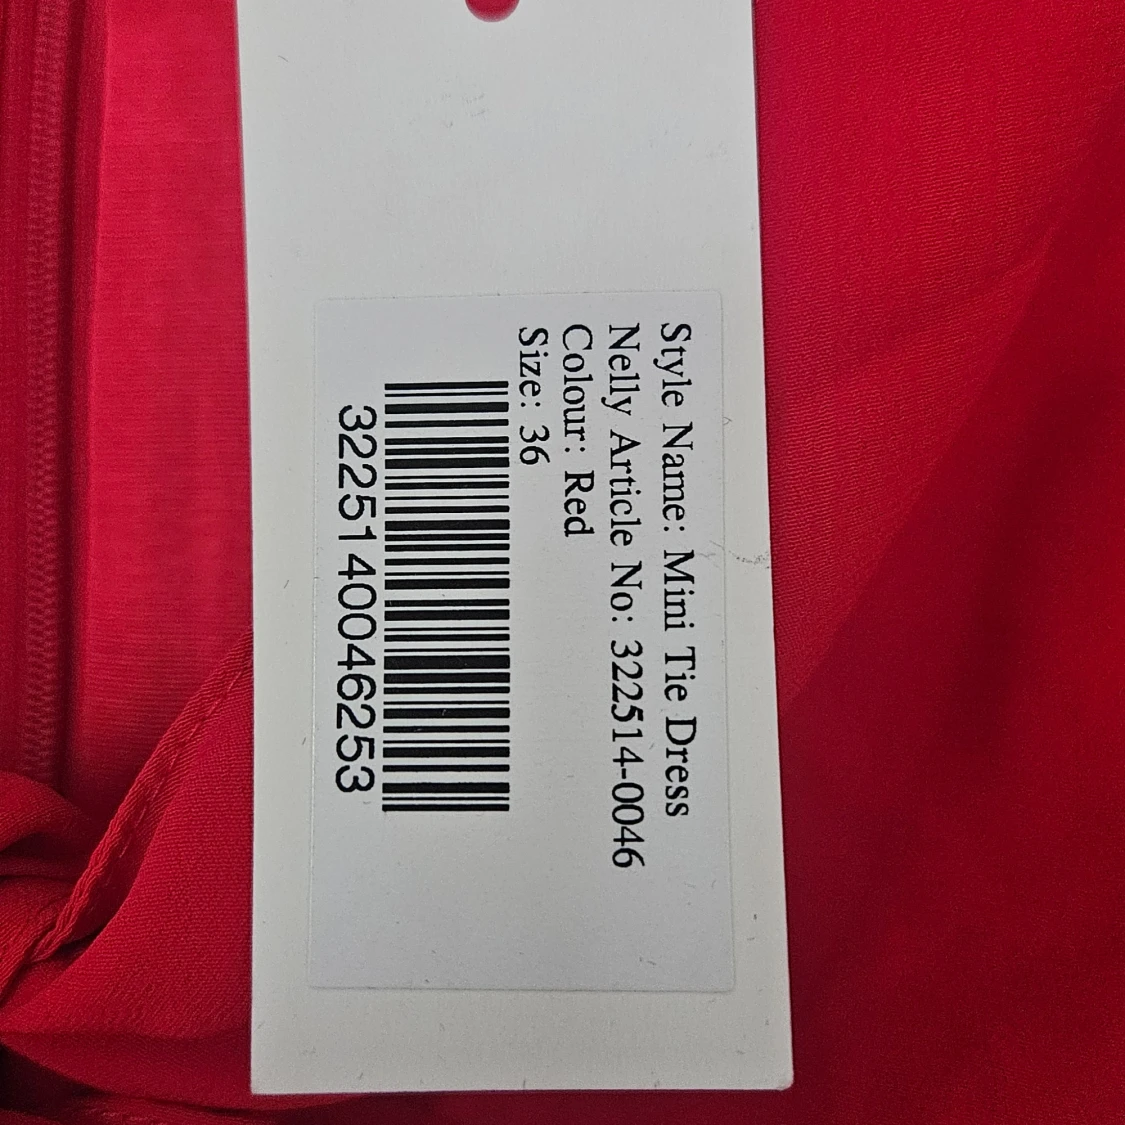 Style Name: Mini Tie Dress
Nelly Article No: 322514-0046
Colour: Red
Size: 36
3225140046253